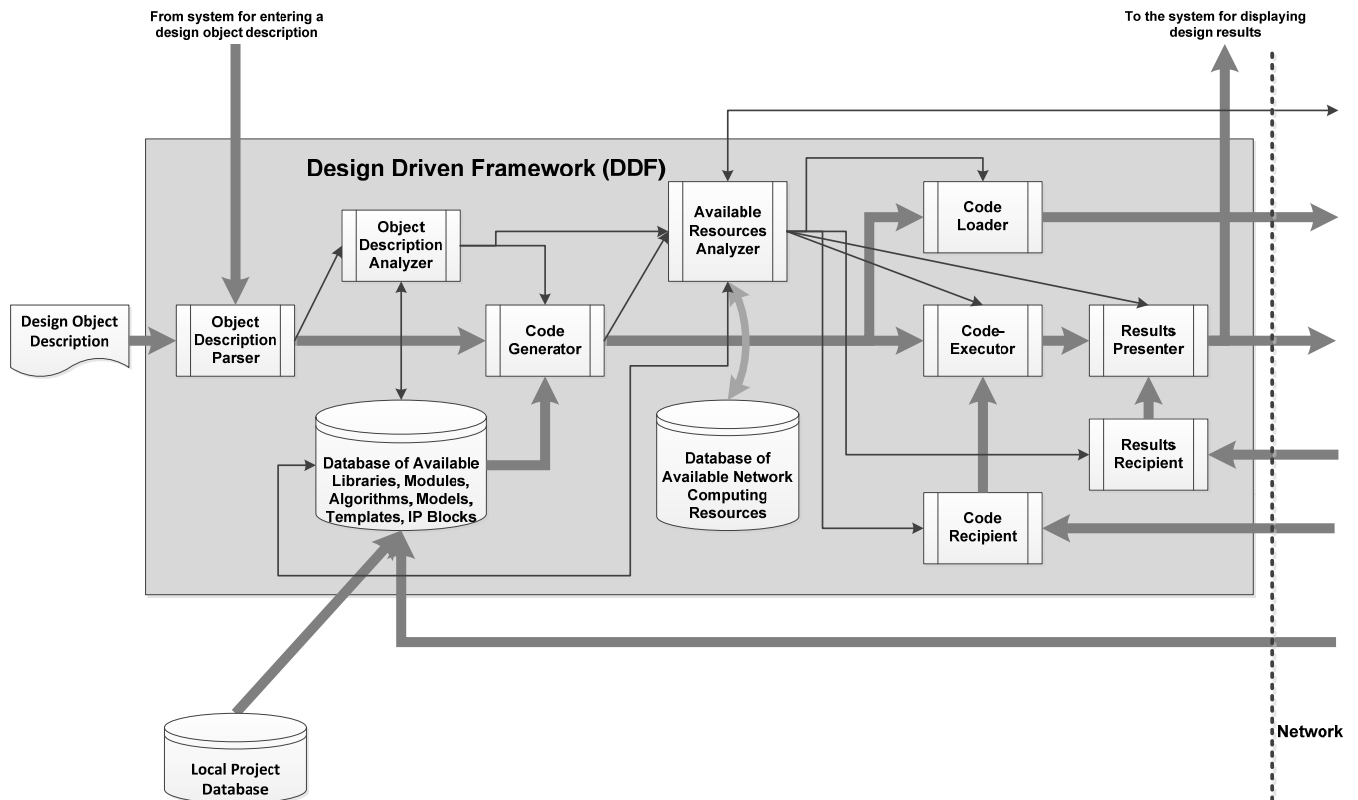 From system for entering a
design object description
To the system for displaying
design results
Design Driven Framework (DDF)
Object
Description
Analyzer
Available
Resources
Analyzer
Code
Loader
Design Object
Description
Object
Description
Parser
Code
Generator
Code–
Executor
Results
Presenter
Database of Available
Libraries, Modules,
Algorithms, Models,
Templates, IP Blocks
Database of
Available Network
Computing
Resources
Results
Recipient
Code
Recipient
Network
Local Project
Database